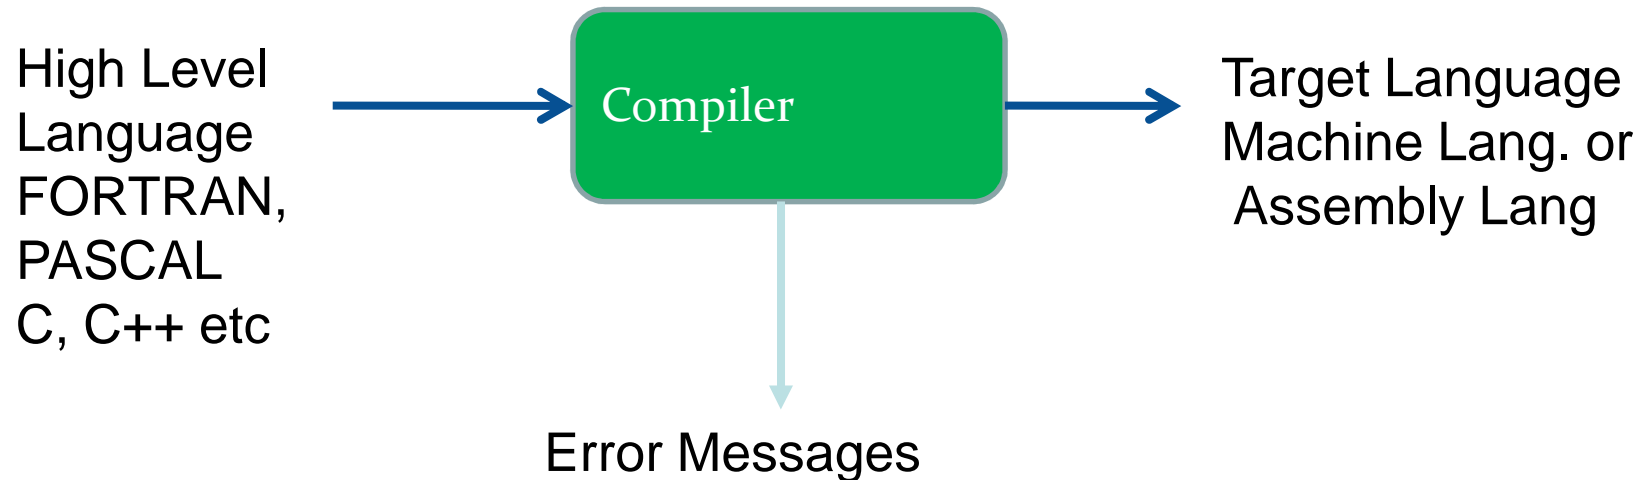 High Level
Language
FORTRAN,
PASCAL
C, C++ etc
Compiler
Target Language
Machine Lang. or
Assembly Lang
Error Messages